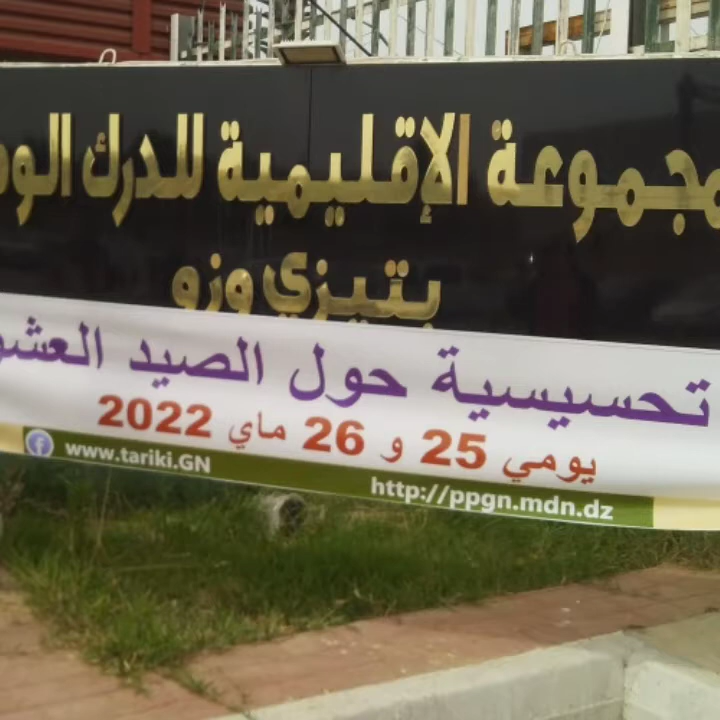 مجموعة الإقليمية للدرك الو
بتيزي وزو
تحسيسية حول الصيد العشو
يومي 25 و 26 ماي 2022
www.tariki.GN
http://ppgn.mdn.dz